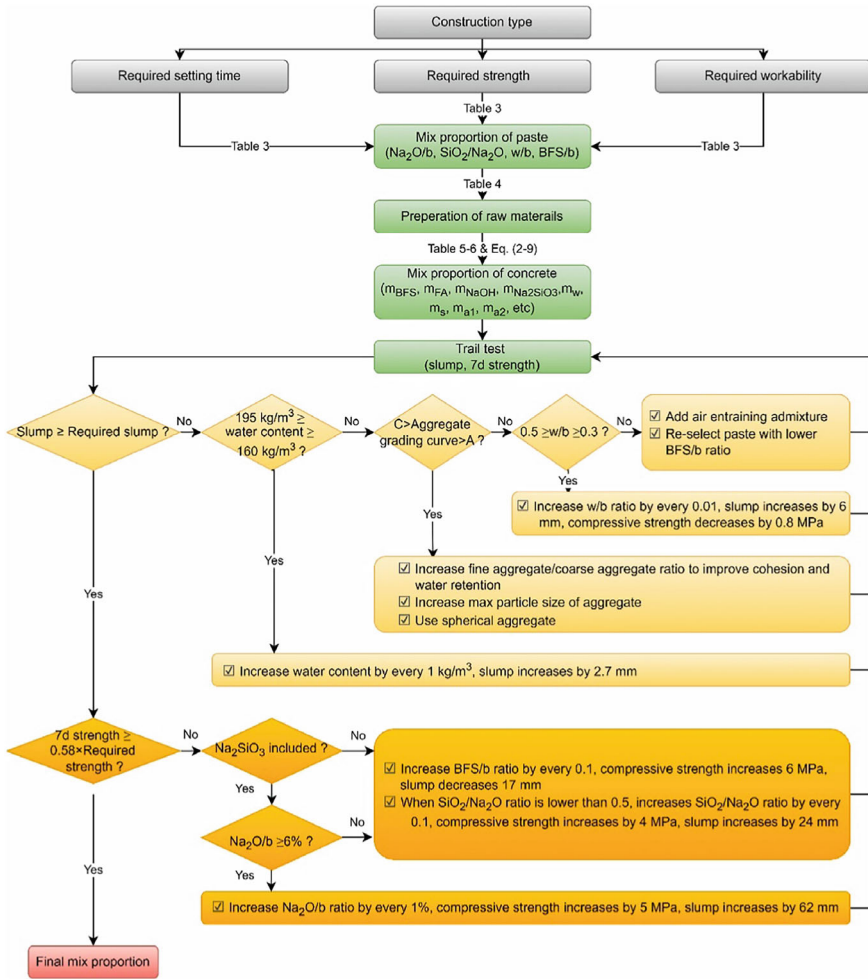 Construction type
Required setting time
Required strength
Required workability
Table 3
Table 3
Table 3
Mix proportion of paste
(Na₂O/b, SiO₂/Na₂O, w/b, BFS/b)
Table 4
Preperation of raw materails
Table 5-6 & Eq. (2-9)
Mix proportion of concrete
(m_BFS, m_FA, m_NaOH, m_Na2SiO3, m_w,
m_s, m_a1, m_a2, etc)
Trail test
(slump, 7d strength)
Slump ≥ Required slump ?
No
195 kg/m³ ≥
water content ≥
160 kg/m³ ?
No
C>Aggregate
grading curve>A ?
No
0.5 ≥w/b ≥0.3 ?
No
☑ Add air entraining admixture
☑ Re-select paste with lower
BFS/b ratio
Yes
☑ Increase w/b ratio by every 0.01, slump increases by 6
mm, compressive strength decreases by 0.8 MPa
Yes
☑ Increase fine aggregate/coarse aggregate ratio to improve cohesion and
water retention
☑ Increase max particle size of aggregate
☑ Use spherical aggregate
Yes
☑ Increase water content by every 1 kg/m³, slump increases by 2.7 mm
Yes
7d strength ≥
0.58×Required
strength ?
No
Na₂SiO₃ included ?
No
☑ Increase BFS/b ratio by every 0.1, compressive strength increases 6 MPa,
slump decreases 17 mm
☑ When SiO₂/Na₂O ratio is lower than 0.5, increases SiO₂/Na₂O ratio by every
0.1, compressive strength increases by 4 MPa, slump increases by 24 mm
Yes
Na₂O/b ≥6% ?
No
Yes
☑ Increase Na₂O/b ratio by every 1%, compressive strength increases by 5 MPa, slump increases by 62 mm
Yes
Final mix proportion